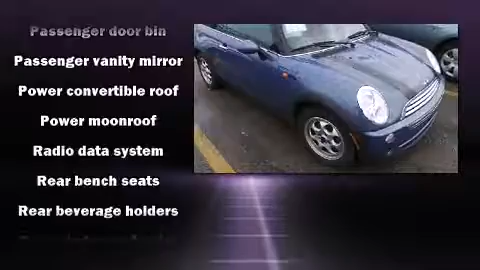 Passenger door bin
Passenger vanity mirror
Power convertible roof
Power moonroof
Radio data system
Rear bench seats
Rear beverage holders